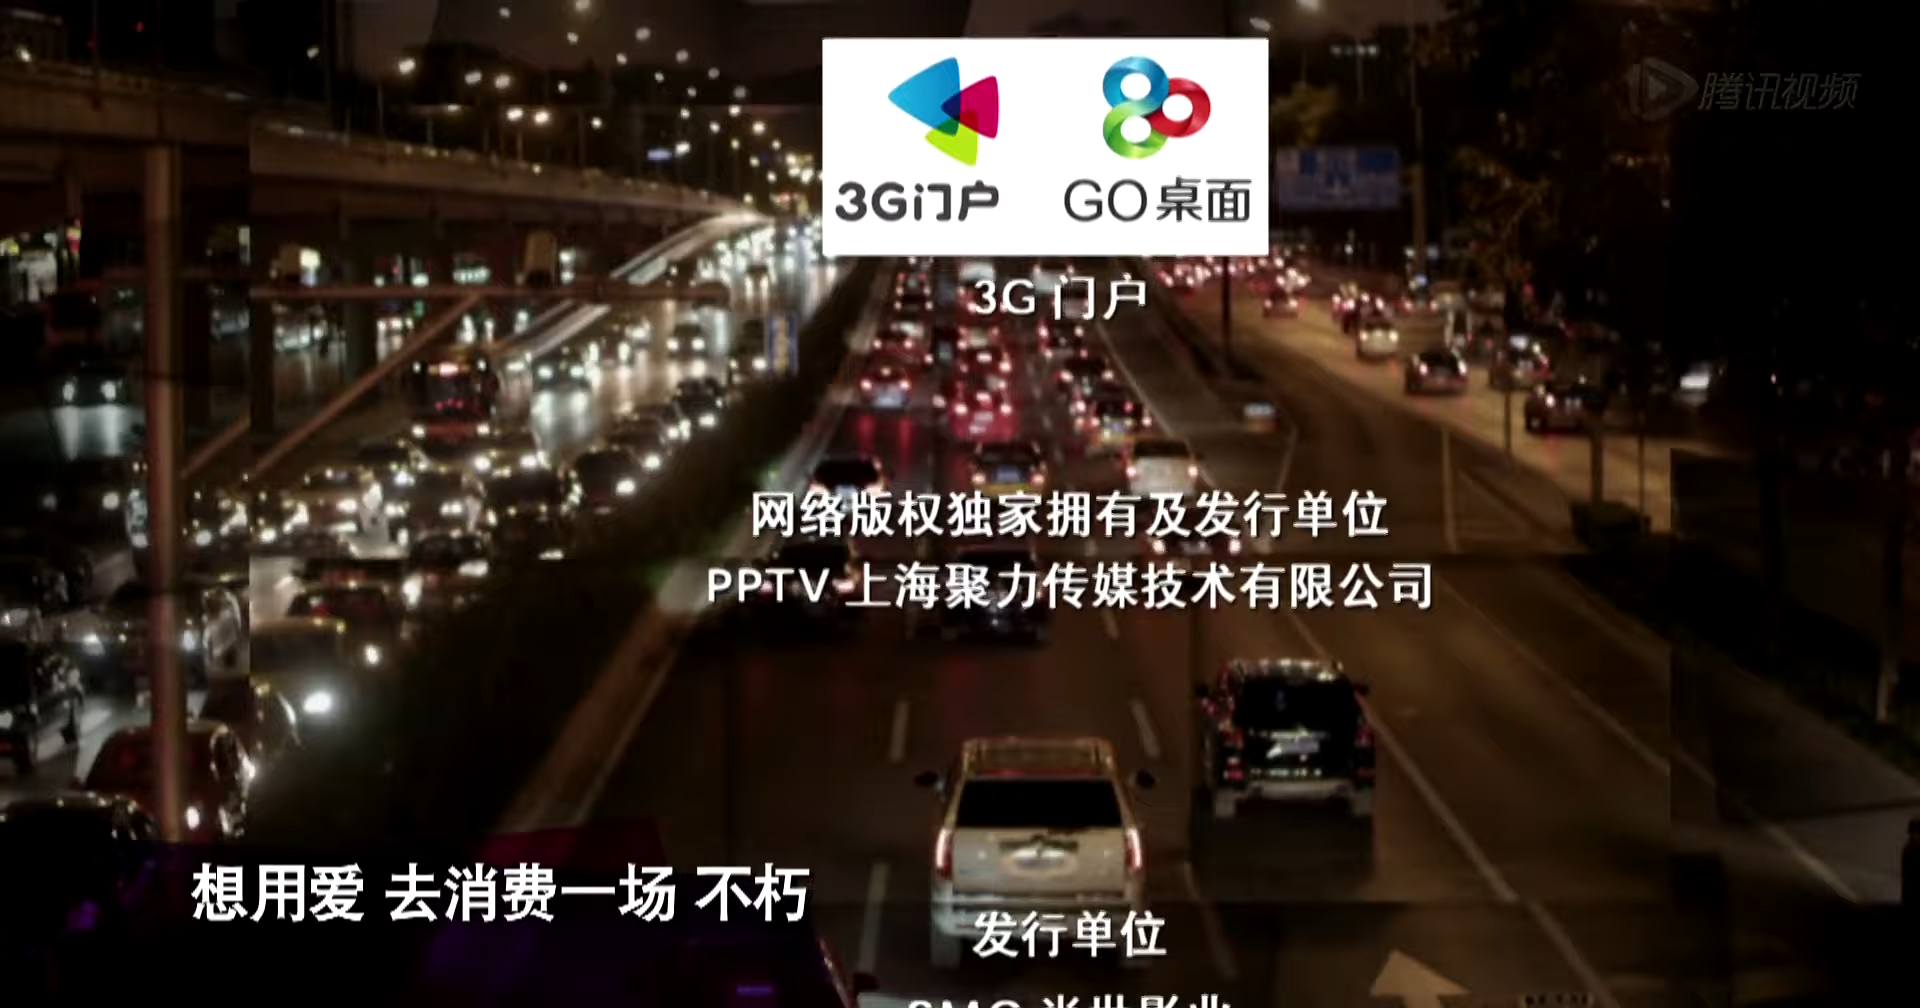 腾讯视频
3G门户 GO桌面
3G 门户
网络版权独家拥有及发行单位
PPTV 上海聚力传媒技术有限公司
想用爱 去消费一场 不朽
发行单位